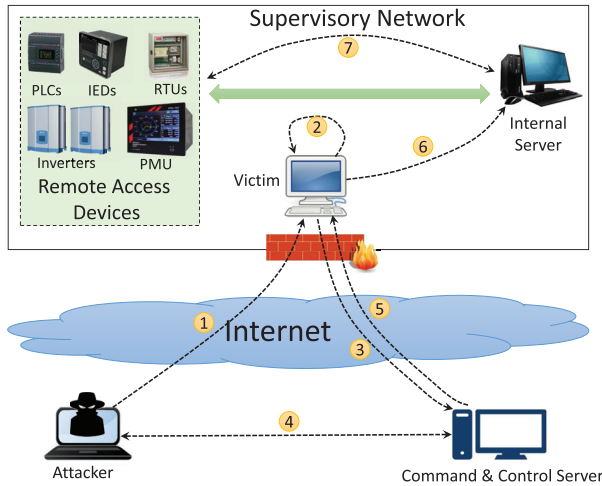 Supervisory Network
7
PLCs
IEDs
RTUs
Internal
Server
2
6
Inverters
PMU
Victim
Remote Access
Devices
1
Internet
5
3
4
Attacker
Command & Control Server